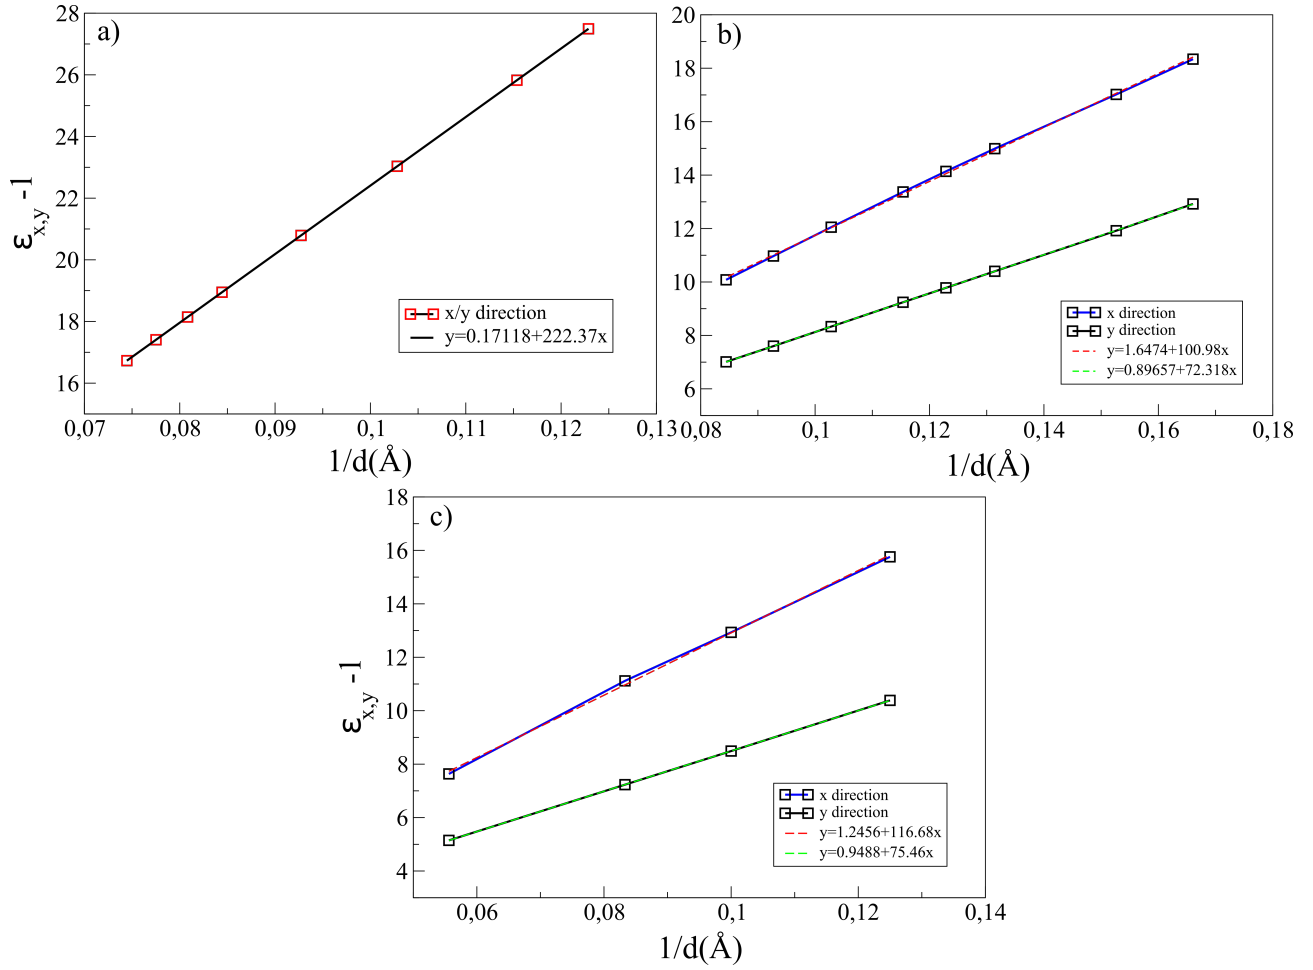 a)
28
26
24
22
20
18
16
ε x,y -1
x/y direction
y=0.17118+222.37x
0,07 0,08 0,09 0,1 0,11 0,12 0,13
1/d(Å)
b)
20
18
16
14
12
10
8
6
x direction
y direction
y=1.6474+100.98x
y=0.89657+72.318x
0,08 0,1 0,12 0,14 0,16 0,18
1/d(Å)
c)
18
16
14
12
10
8
6
4
ε x,y -1
x direction
y direction
y=1.2456+116.68x
y=0.9488+75.46x
0,06 0,08 0,1 0,12 0,14
1/d(Å)